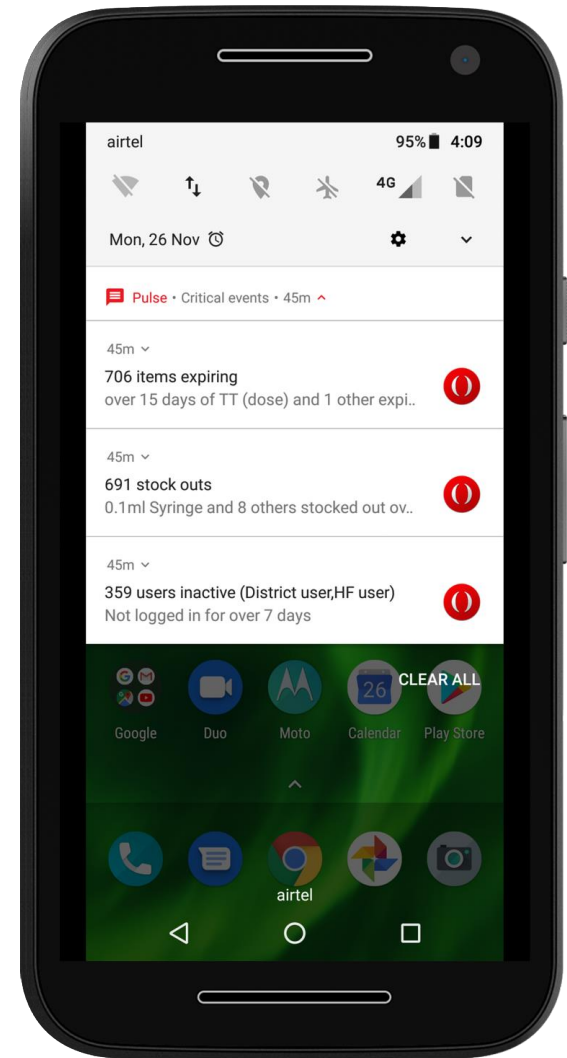 airtel 95% 4:09
4G
Mon, 26 Nov
Pulse • Critical events • 45m
45m
706 items expiring
over 15 days of TT (dose) and 1 other expi..
45m
691 stock outs
0.1ml Syringe and 8 others stocked out ov..
45m
359 users inactive (District user,HF user)
Not logged in for over 7 days
26 CLEAR ALL
Google Duo Moto Calendar Play Store
airtel